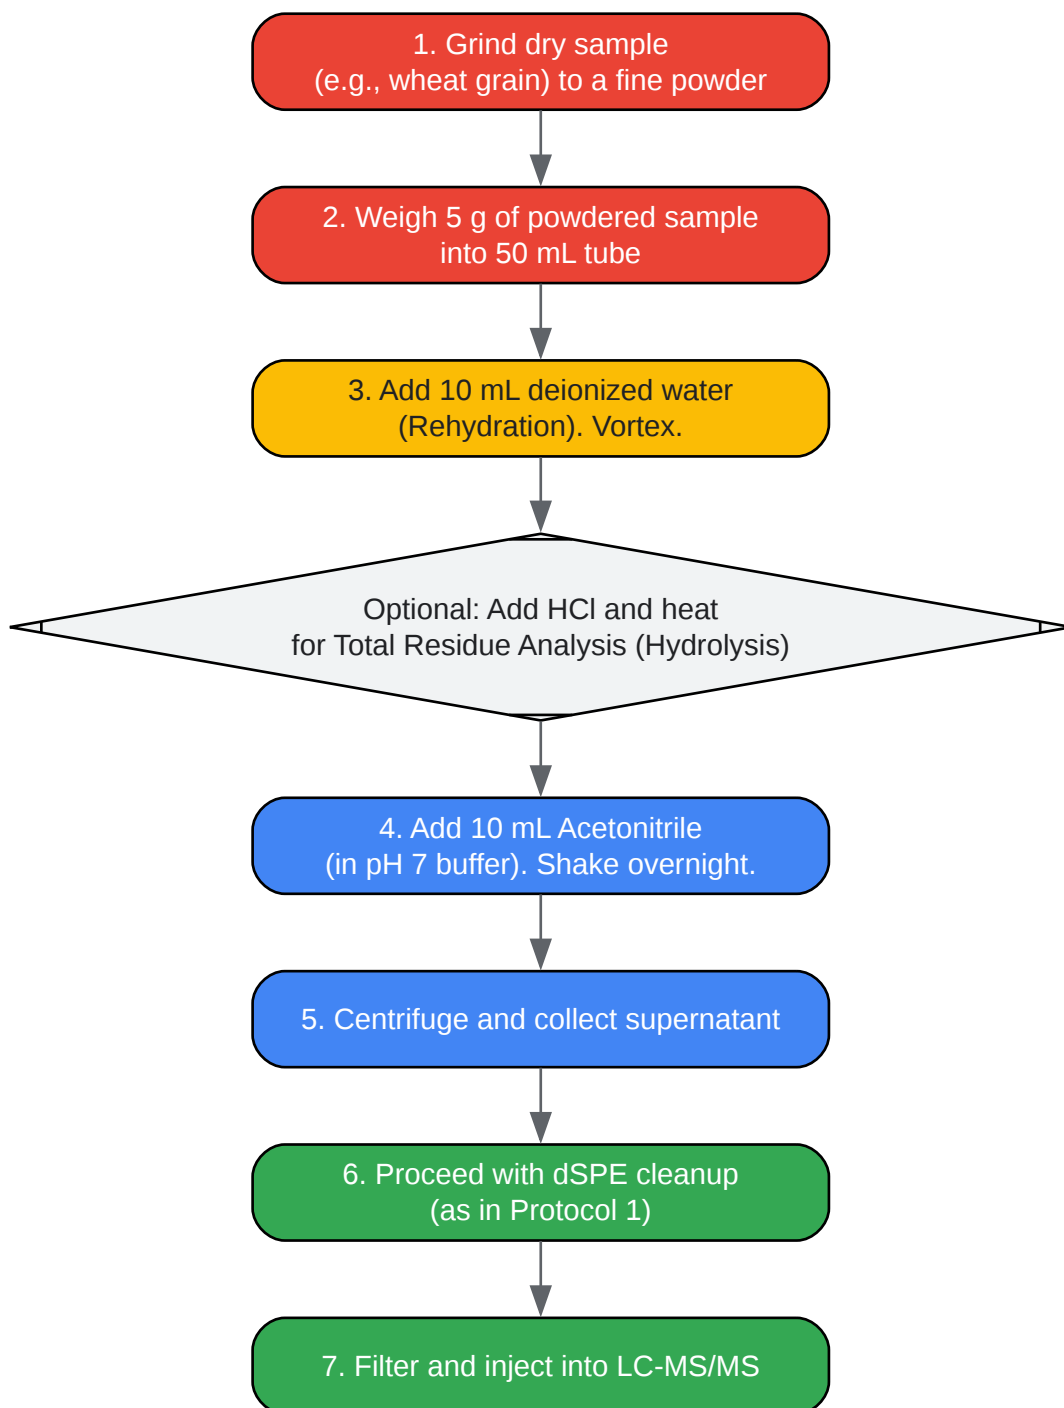 1. Grind dry sample
(e.g., wheat grain) to a fine powder
2. Weigh 5 g of powdered sample
into 50 mL tube
3. Add 10 mL deionized water
(Rehydration). Vortex.
Optional: Add HCl and heat
for Total Residue Analysis (Hydrolysis)
4. Add 10 mL Acetonitrile
(in pH 7 buffer). Shake overnight.
5. Centrifuge and collect supernatant
6. Proceed with dSPE cleanup
(as in Protocol 1)
7. Filter and inject into LC-MS/MS